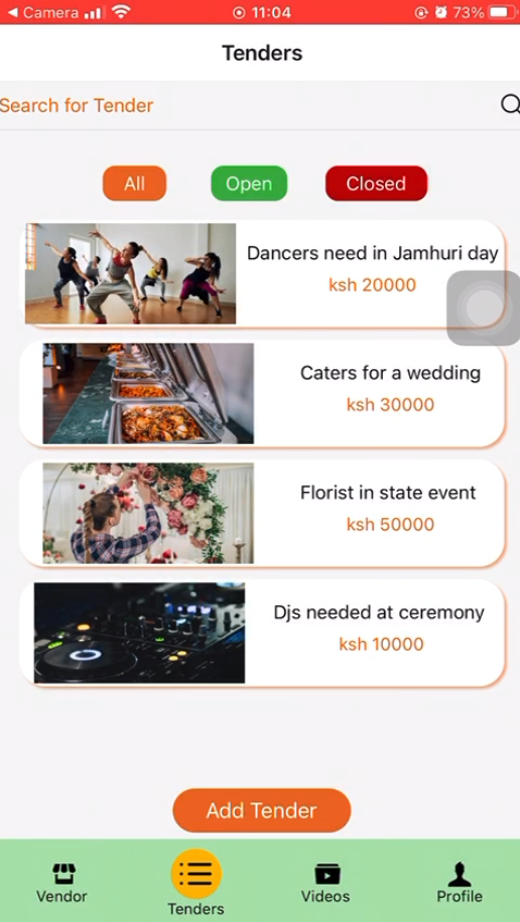 Camera 11:04 73%
Tenders
Search for Tender
All Open Closed
Dancers need in Jamhuri day
ksh 20000
Caters for a wedding
ksh 30000
Florist in state event
ksh 50000
Djs needed at ceremony
ksh 10000
Add Tender
Vendor Tenders Videos Profile